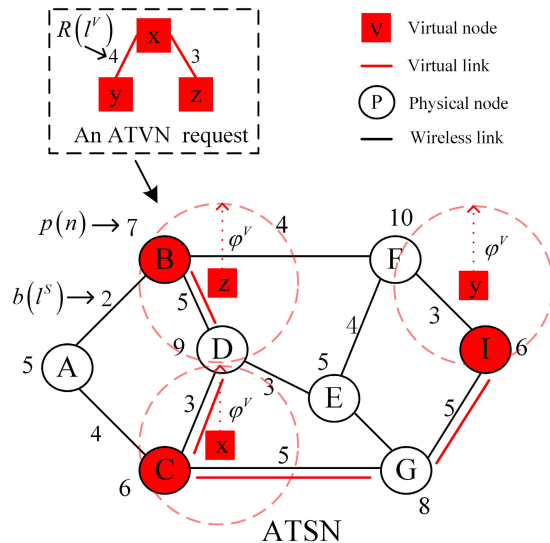 R(l^V)
4
x
3
y
z
An ATVN request
V
Virtual node
Virtual link
P
Physical node
Wireless link
p(n) → 7
B
4
10
F
φ^V
z
φ^V
y
b(l^S) → 2
5
5
A
9
D
4
3
I
6
3
5
E
3
φ^V
x
4
5
6
C
5
G
8
ATSN